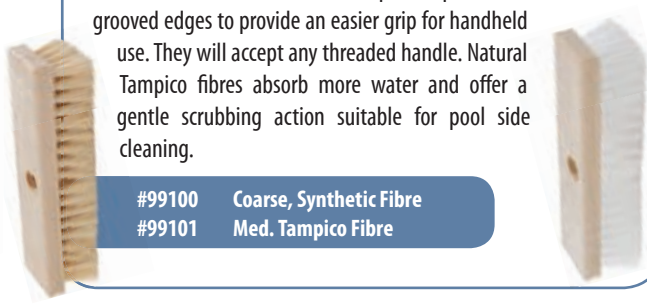 grooved edges to provide an easier grip for handheld
use. They will accept any threaded handle. Natural
Tampico fibres absorb more water and offer a
gentle scrubbing action suitable for pool side
cleaning.
#99100 Coarse, Synthetic Fibre
#99101 Med. Tampico Fibre